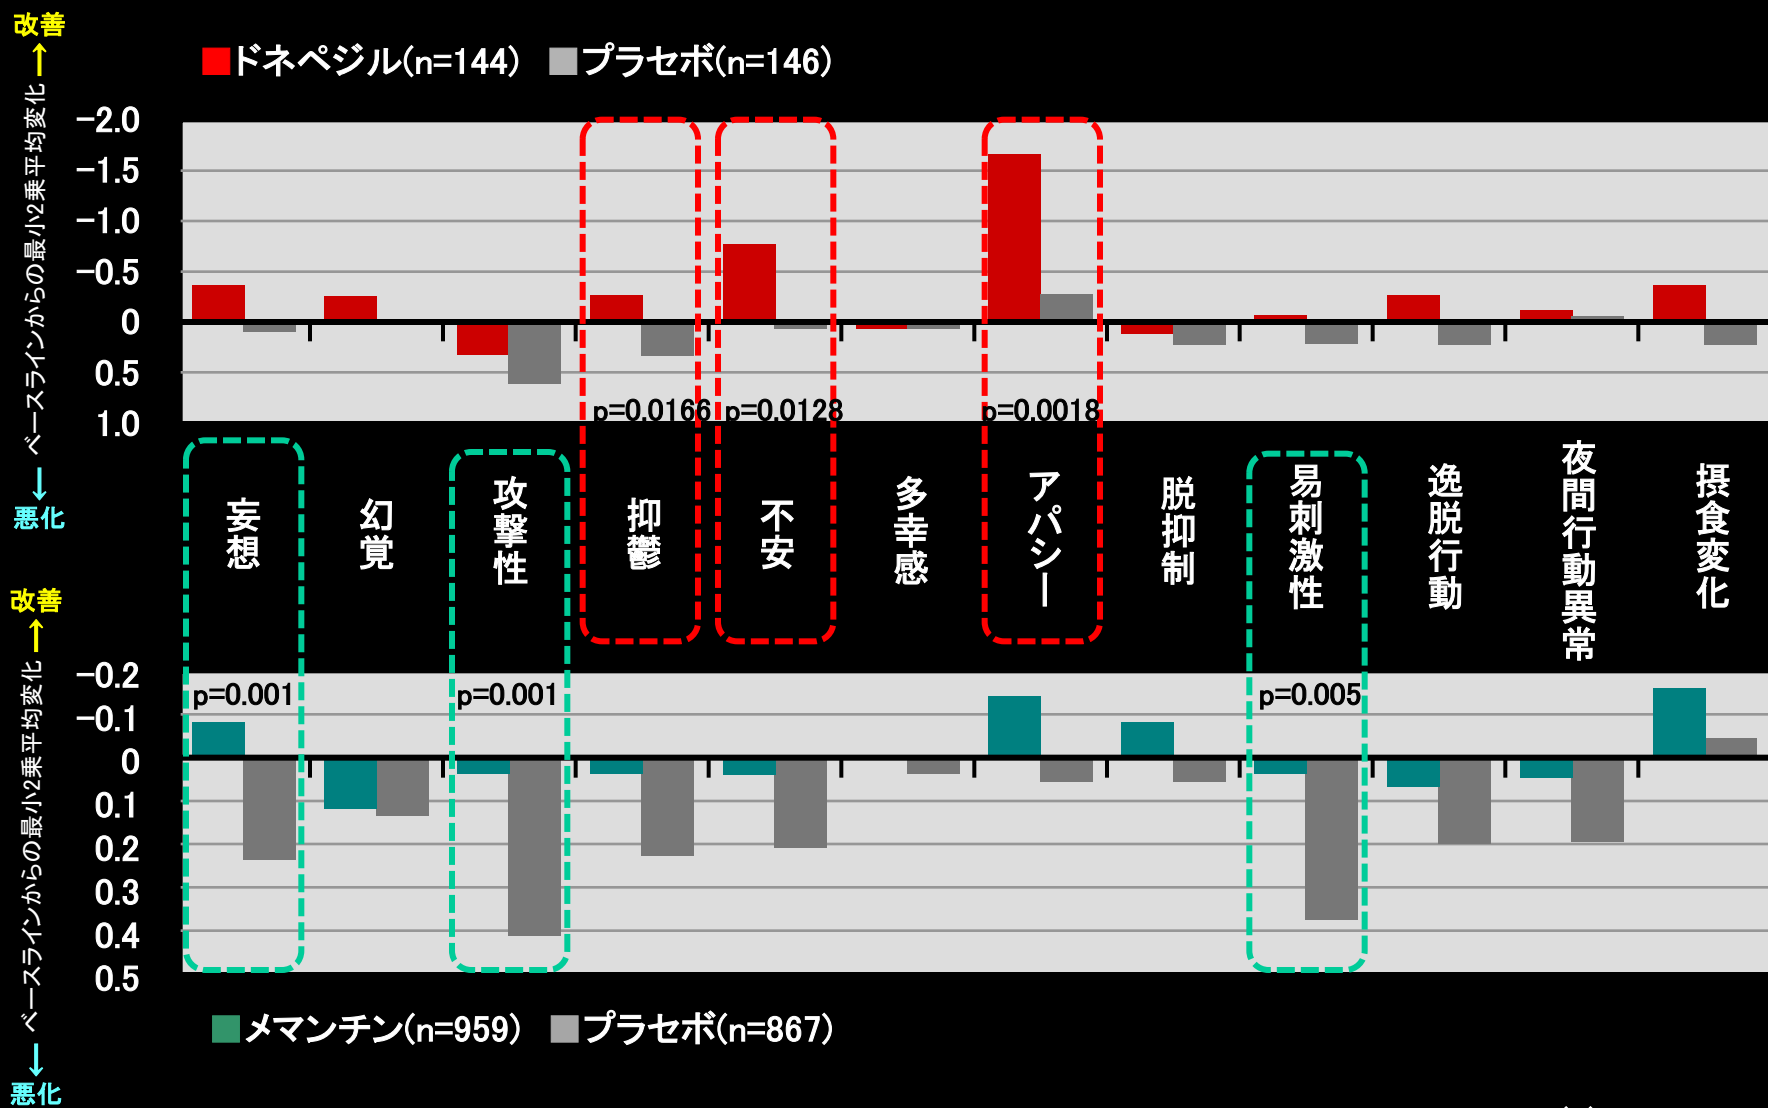 改善
ドネペジル(n=144) プラセボ(n=146)
ベースラインからの最小2乗平均変化
-2.0
-1.5
-1.0
-0.5
0
0.5
1.0
p=0.0166 p=0.0128 p=0.0018
悪化
妄想
幻覚
攻撃性
抑鬱
不安
多幸感
アパシー
脱抑制
易刺激性
逸脱行動
夜間行動異常
摂食変化
改善
ベースラインからの最小2乗平均変化
-0.2
-0.1
0
0.1
0.2
0.3
0.4
0.5
p=0.001 p=0.001 p=0.005
メマンチン(n=959) プラセボ(n=867)
悪化